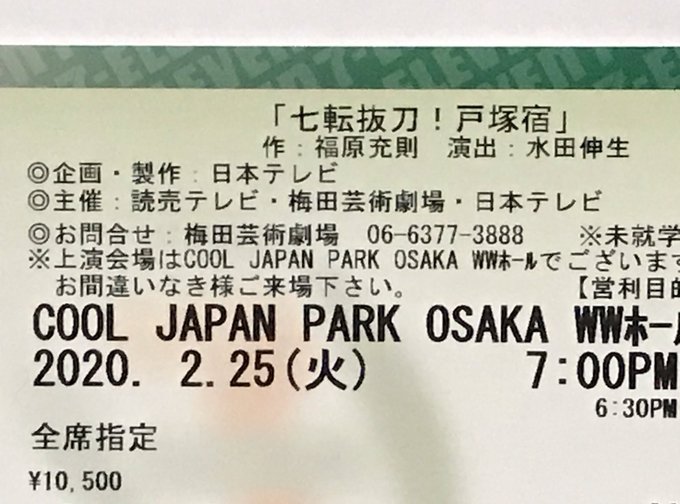 7-ELEVEN
「七転抜刀！戸塚宿」
作：福原充則　演出：水田伸生
◎企画・製作：日本テレビ
◎主催：読売テレビ・梅田芸術劇場・日本テレビ
◎お問合せ：梅田芸術劇場　06-6377-3888　※未就学
※上演会場はCOOL JAPAN PARK OSAKA WWﾎｰﾙでございます
お間違いなき様ご来場下さい。　【営利目的
COOL JAPAN PARK OSAKA WWﾎｰﾙ
2020. 2.25(火)　7:00PM
6:30PM
全席指定
¥10,500